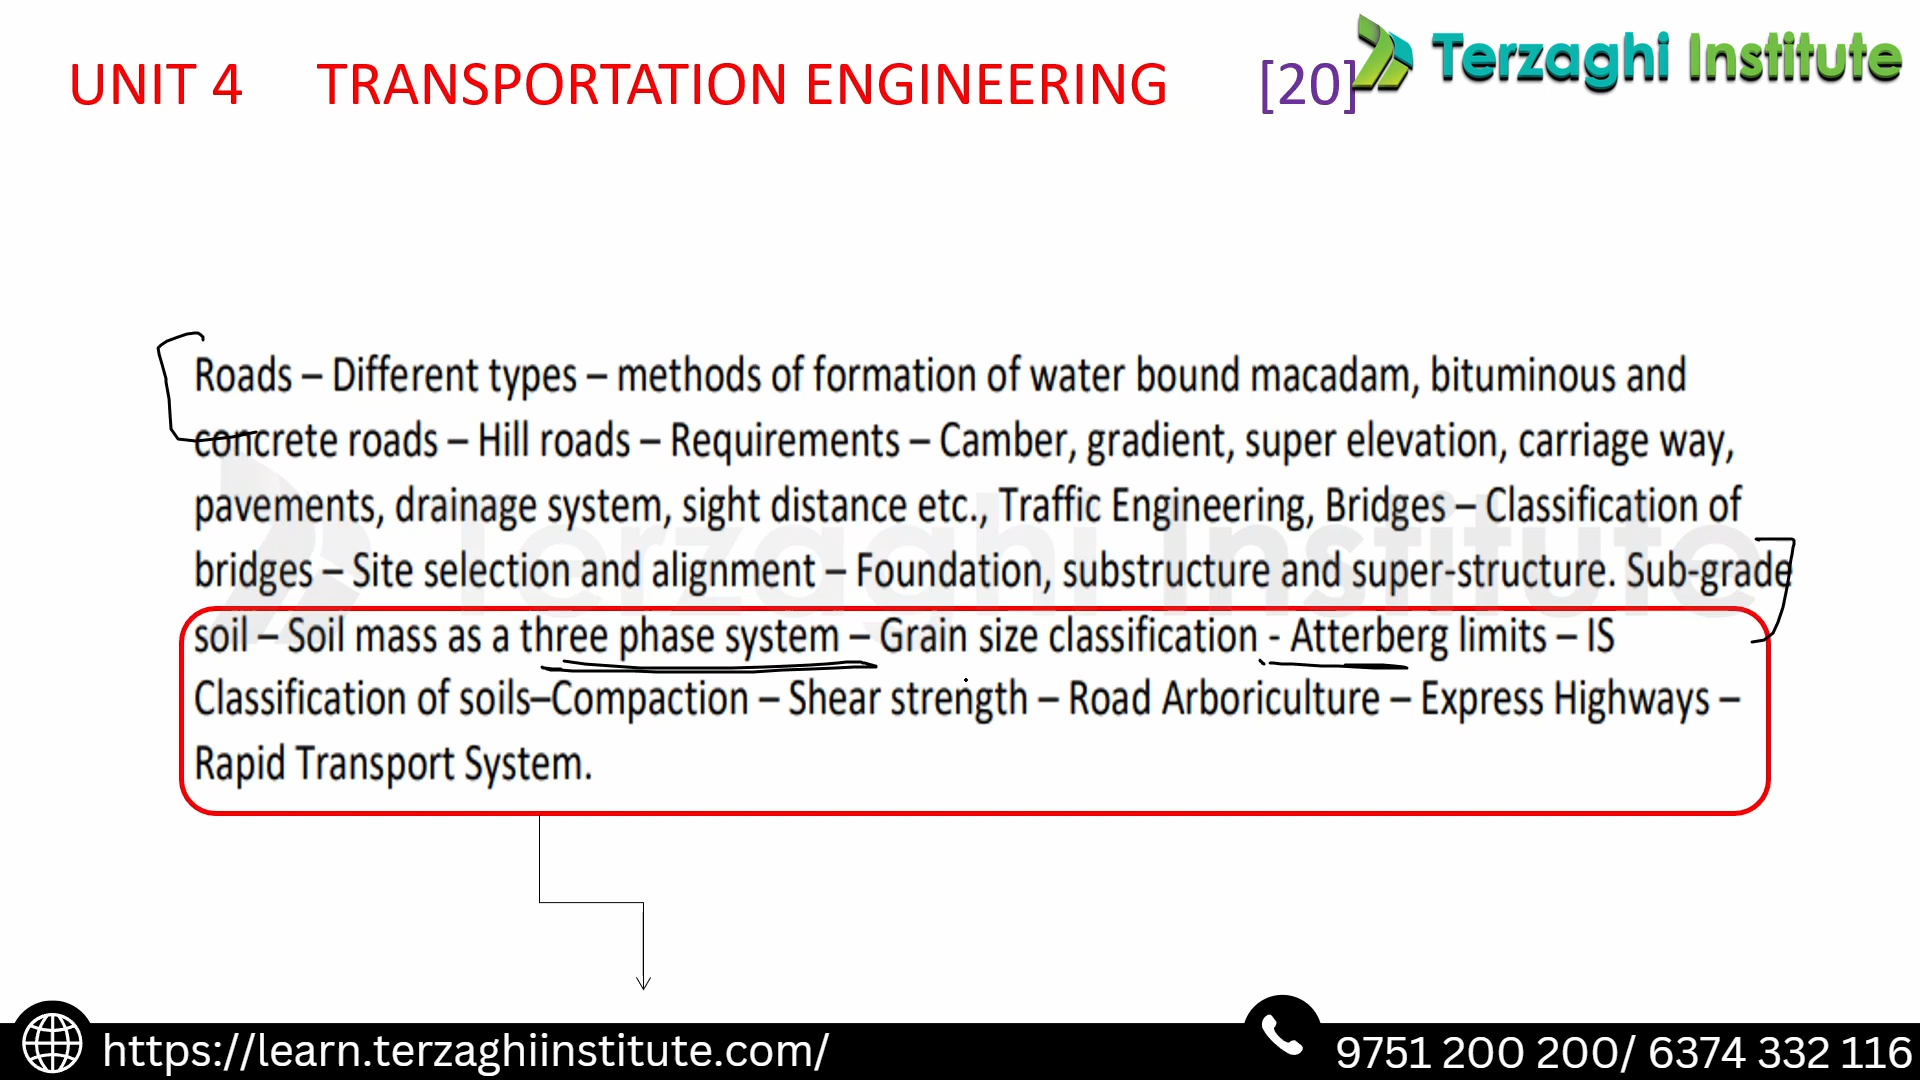 UNIT 4 TRANSPORTATION ENGINEERING [20]
Terzaghi Institute
Roads – Different types – methods of formation of water bound macadam, bituminous and
concrete roads – Hill roads – Requirements – Camber, gradient, super elevation, carriage way,
pavements, drainage system, sight distance etc., Traffic Engineering, Bridges – Classification of
bridges – Site selection and alignment – Foundation, substructure and super-structure. Sub-grade
soil – Soil mass as a three phase system – Grain size classification - Atterberg limits – IS
Classification of soils–Compaction – Shear strength – Road Arboriculture – Express Highways –
Rapid Transport System.
Terzaghi Institute
https://learn.terzaghiinstitute.com/
9751 200 200/ 6374 332 116